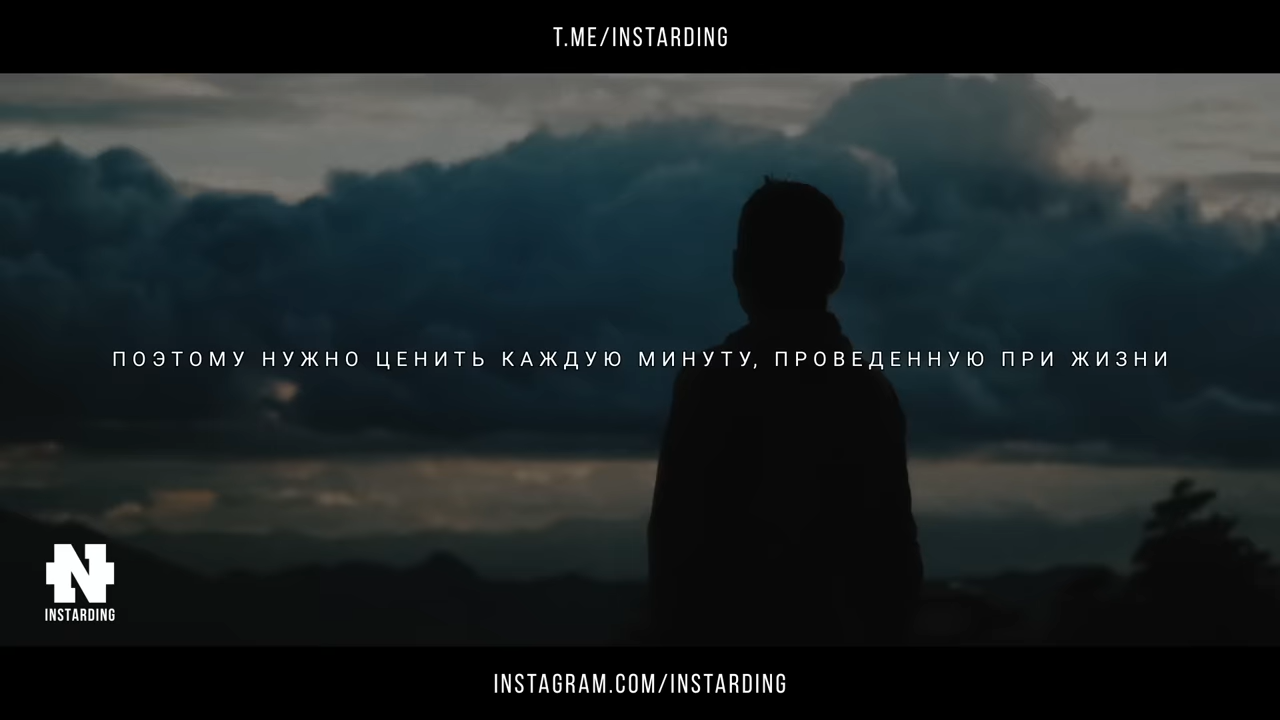 T.ME/INSTARDING
ПОЭТОМУ НУЖНО ЦЕНИТЬ КАЖДУЮ МИНУТУ, ПРОВЕДЕННУЮ ПРИ ЖИЗНИ
N
INSTARDING
INSTAGRAM.COM/INSTARDING